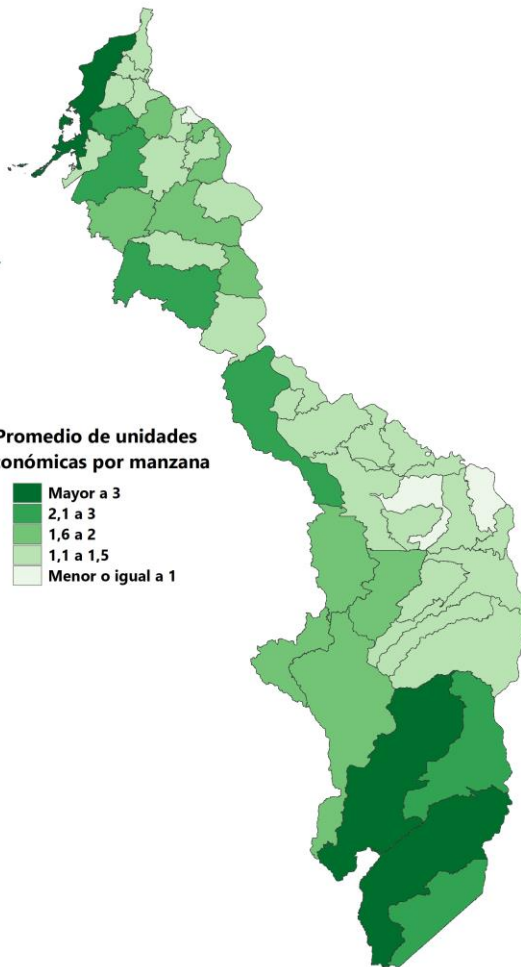 Promedio de unidades
conómicas por manzana
Mayor a 3
2,1 a 3
1,6 a 2
1,1 a 1,5
Menor o igual a 1